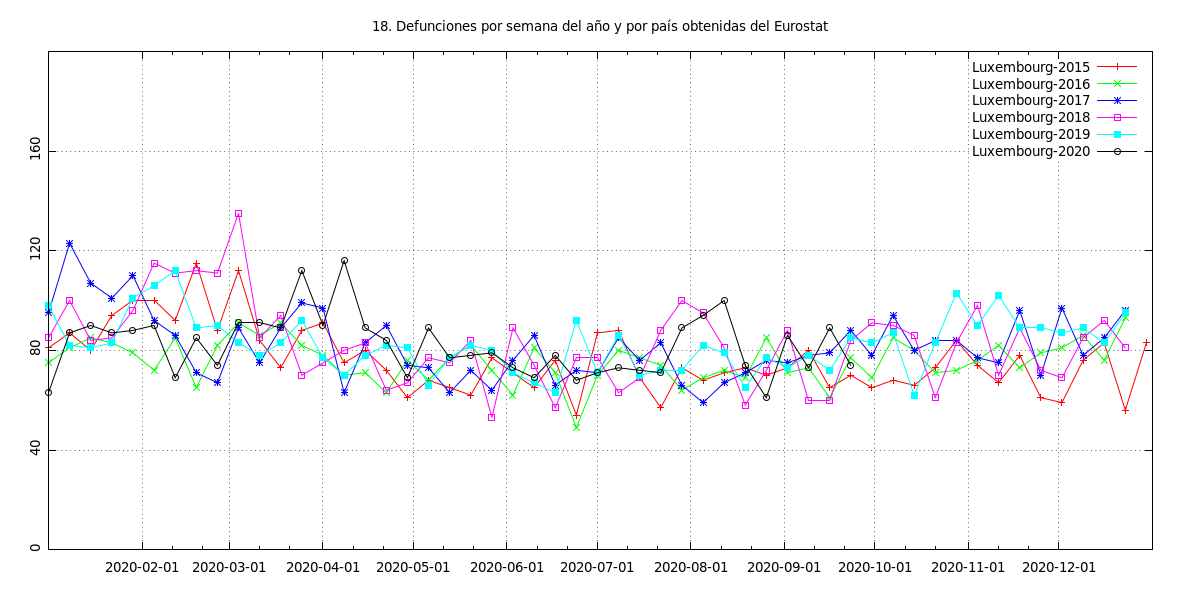 18. Defunciones por semana del año y por país obtenidas del Eurostat
Luxembourg-2015
Luxembourg-2016
Luxembourg-2017
Luxembourg-2018
Luxembourg-2019
Luxembourg-2020
160
120
80
40
0
2020-02-01 2020-03-01 2020-04-01 2020-05-01 2020-06-01 2020-07-01 2020-08-01 2020-09-01 2020-10-01 2020-11-01 2020-12-01